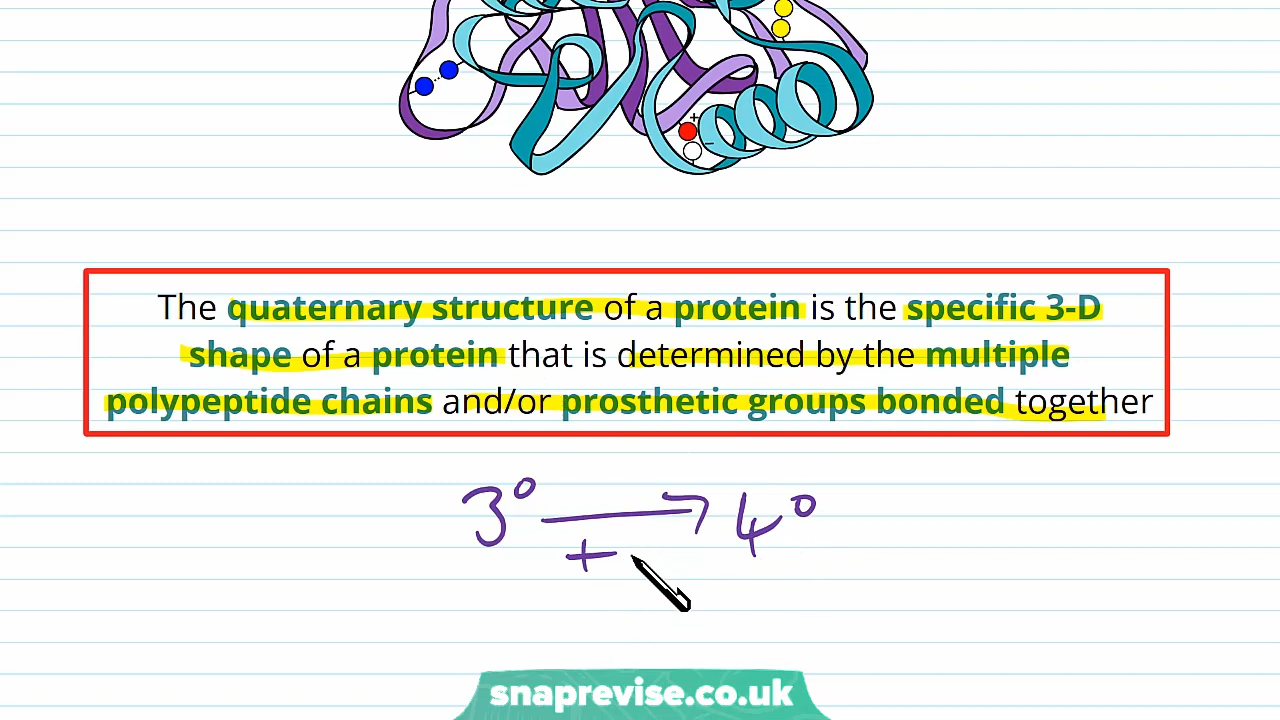 +
-
The quaternary structure of a protein is the specific 3-D
shape of a protein that is determined by the multiple
polypeptide chains and/or prosthetic groups bonded together
3° → 4°
+
snaprevise.co.uk